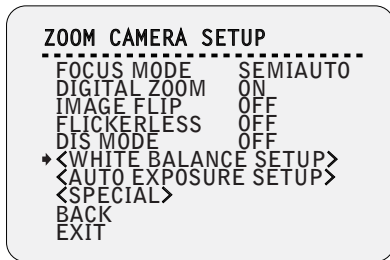 ZOOM CAMERA SETUP
FOCUS MODE SEMIAUTO
DIGITAL ZOOM ON
IMAGE FLIP OFF
FLICKERLESS OFF
DIS MODE OFF
<WHITE BALANCE SETUP>
<AUTO EXPOSURE SETUP>
<SPECIAL>
BACK
EXIT